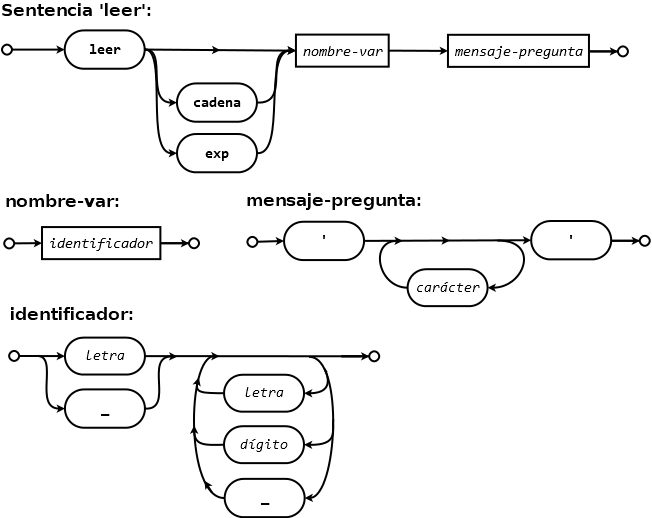 Sentencia 'leer':
leer
nombre-var
mensaje-pregunta
cadena
exp
nombre-var:
identificador
mensaje-pregunta:
'
'
carácter
identificador:
letra
_
letra
dígito
_